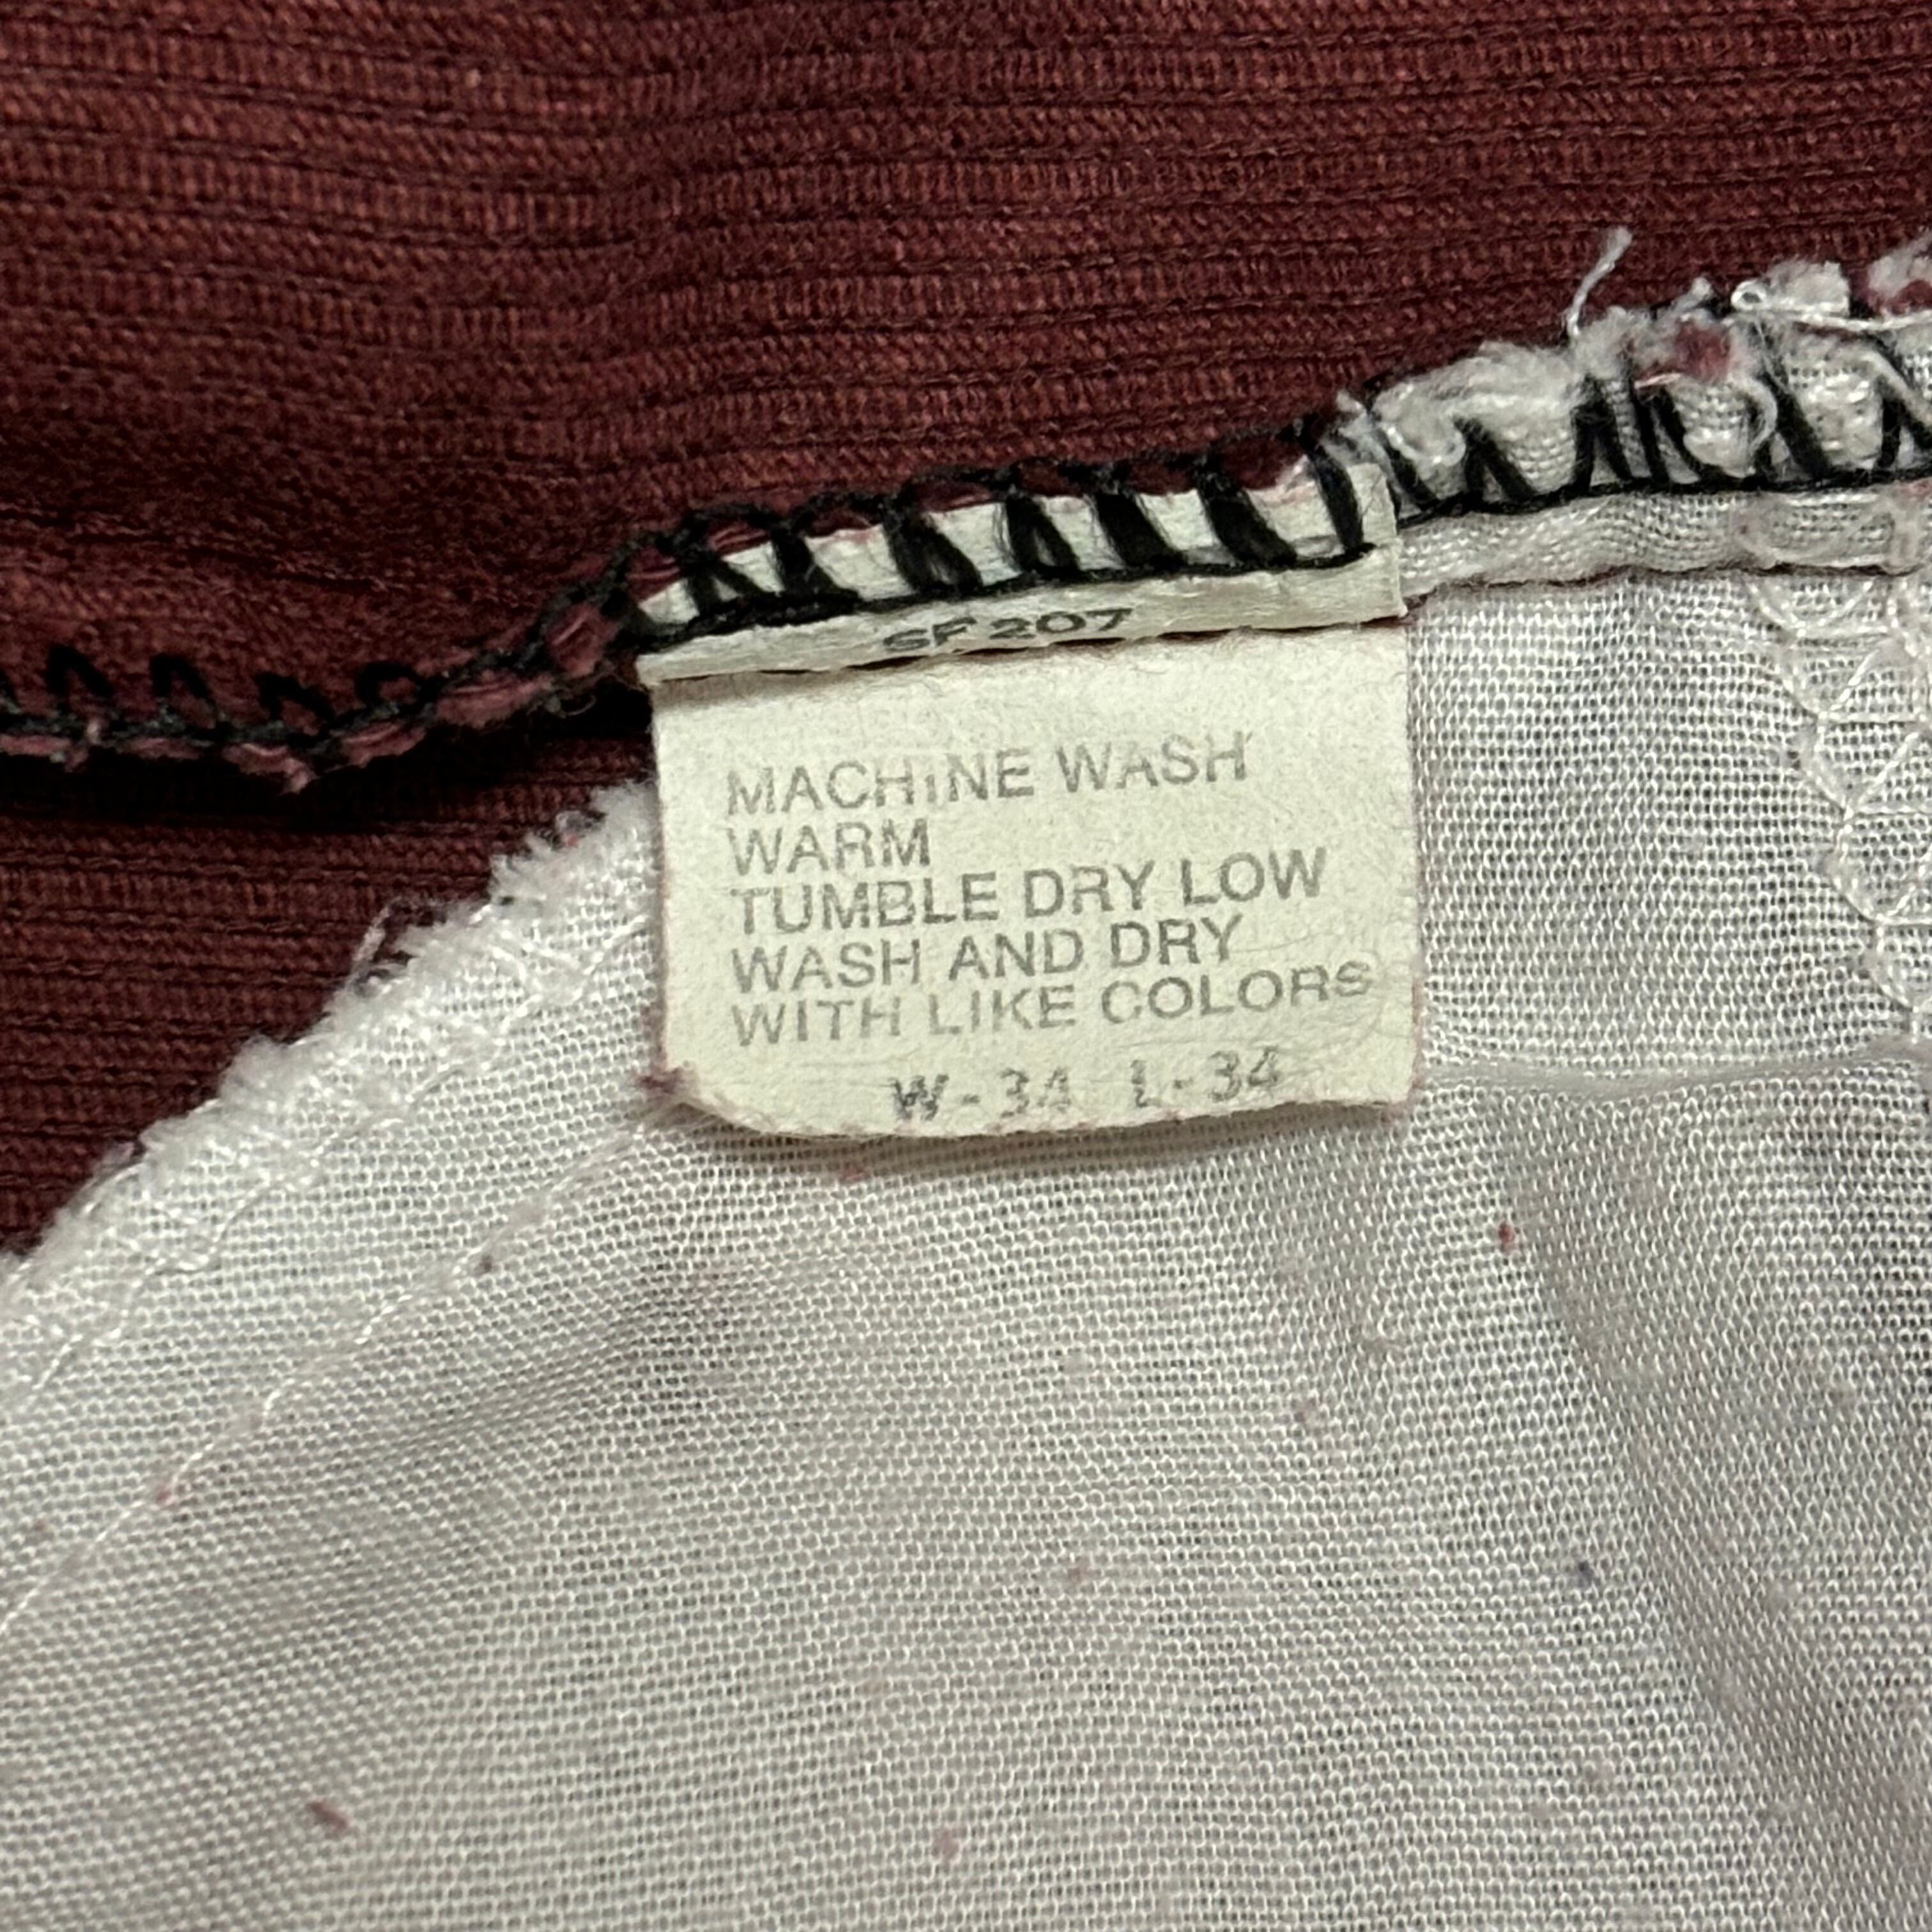 SF 207
MACHINE WASH
WARM
TUMBLE DRY LOW
WASH AND DRY
WITH LIKE COLORS
W-34 L-34